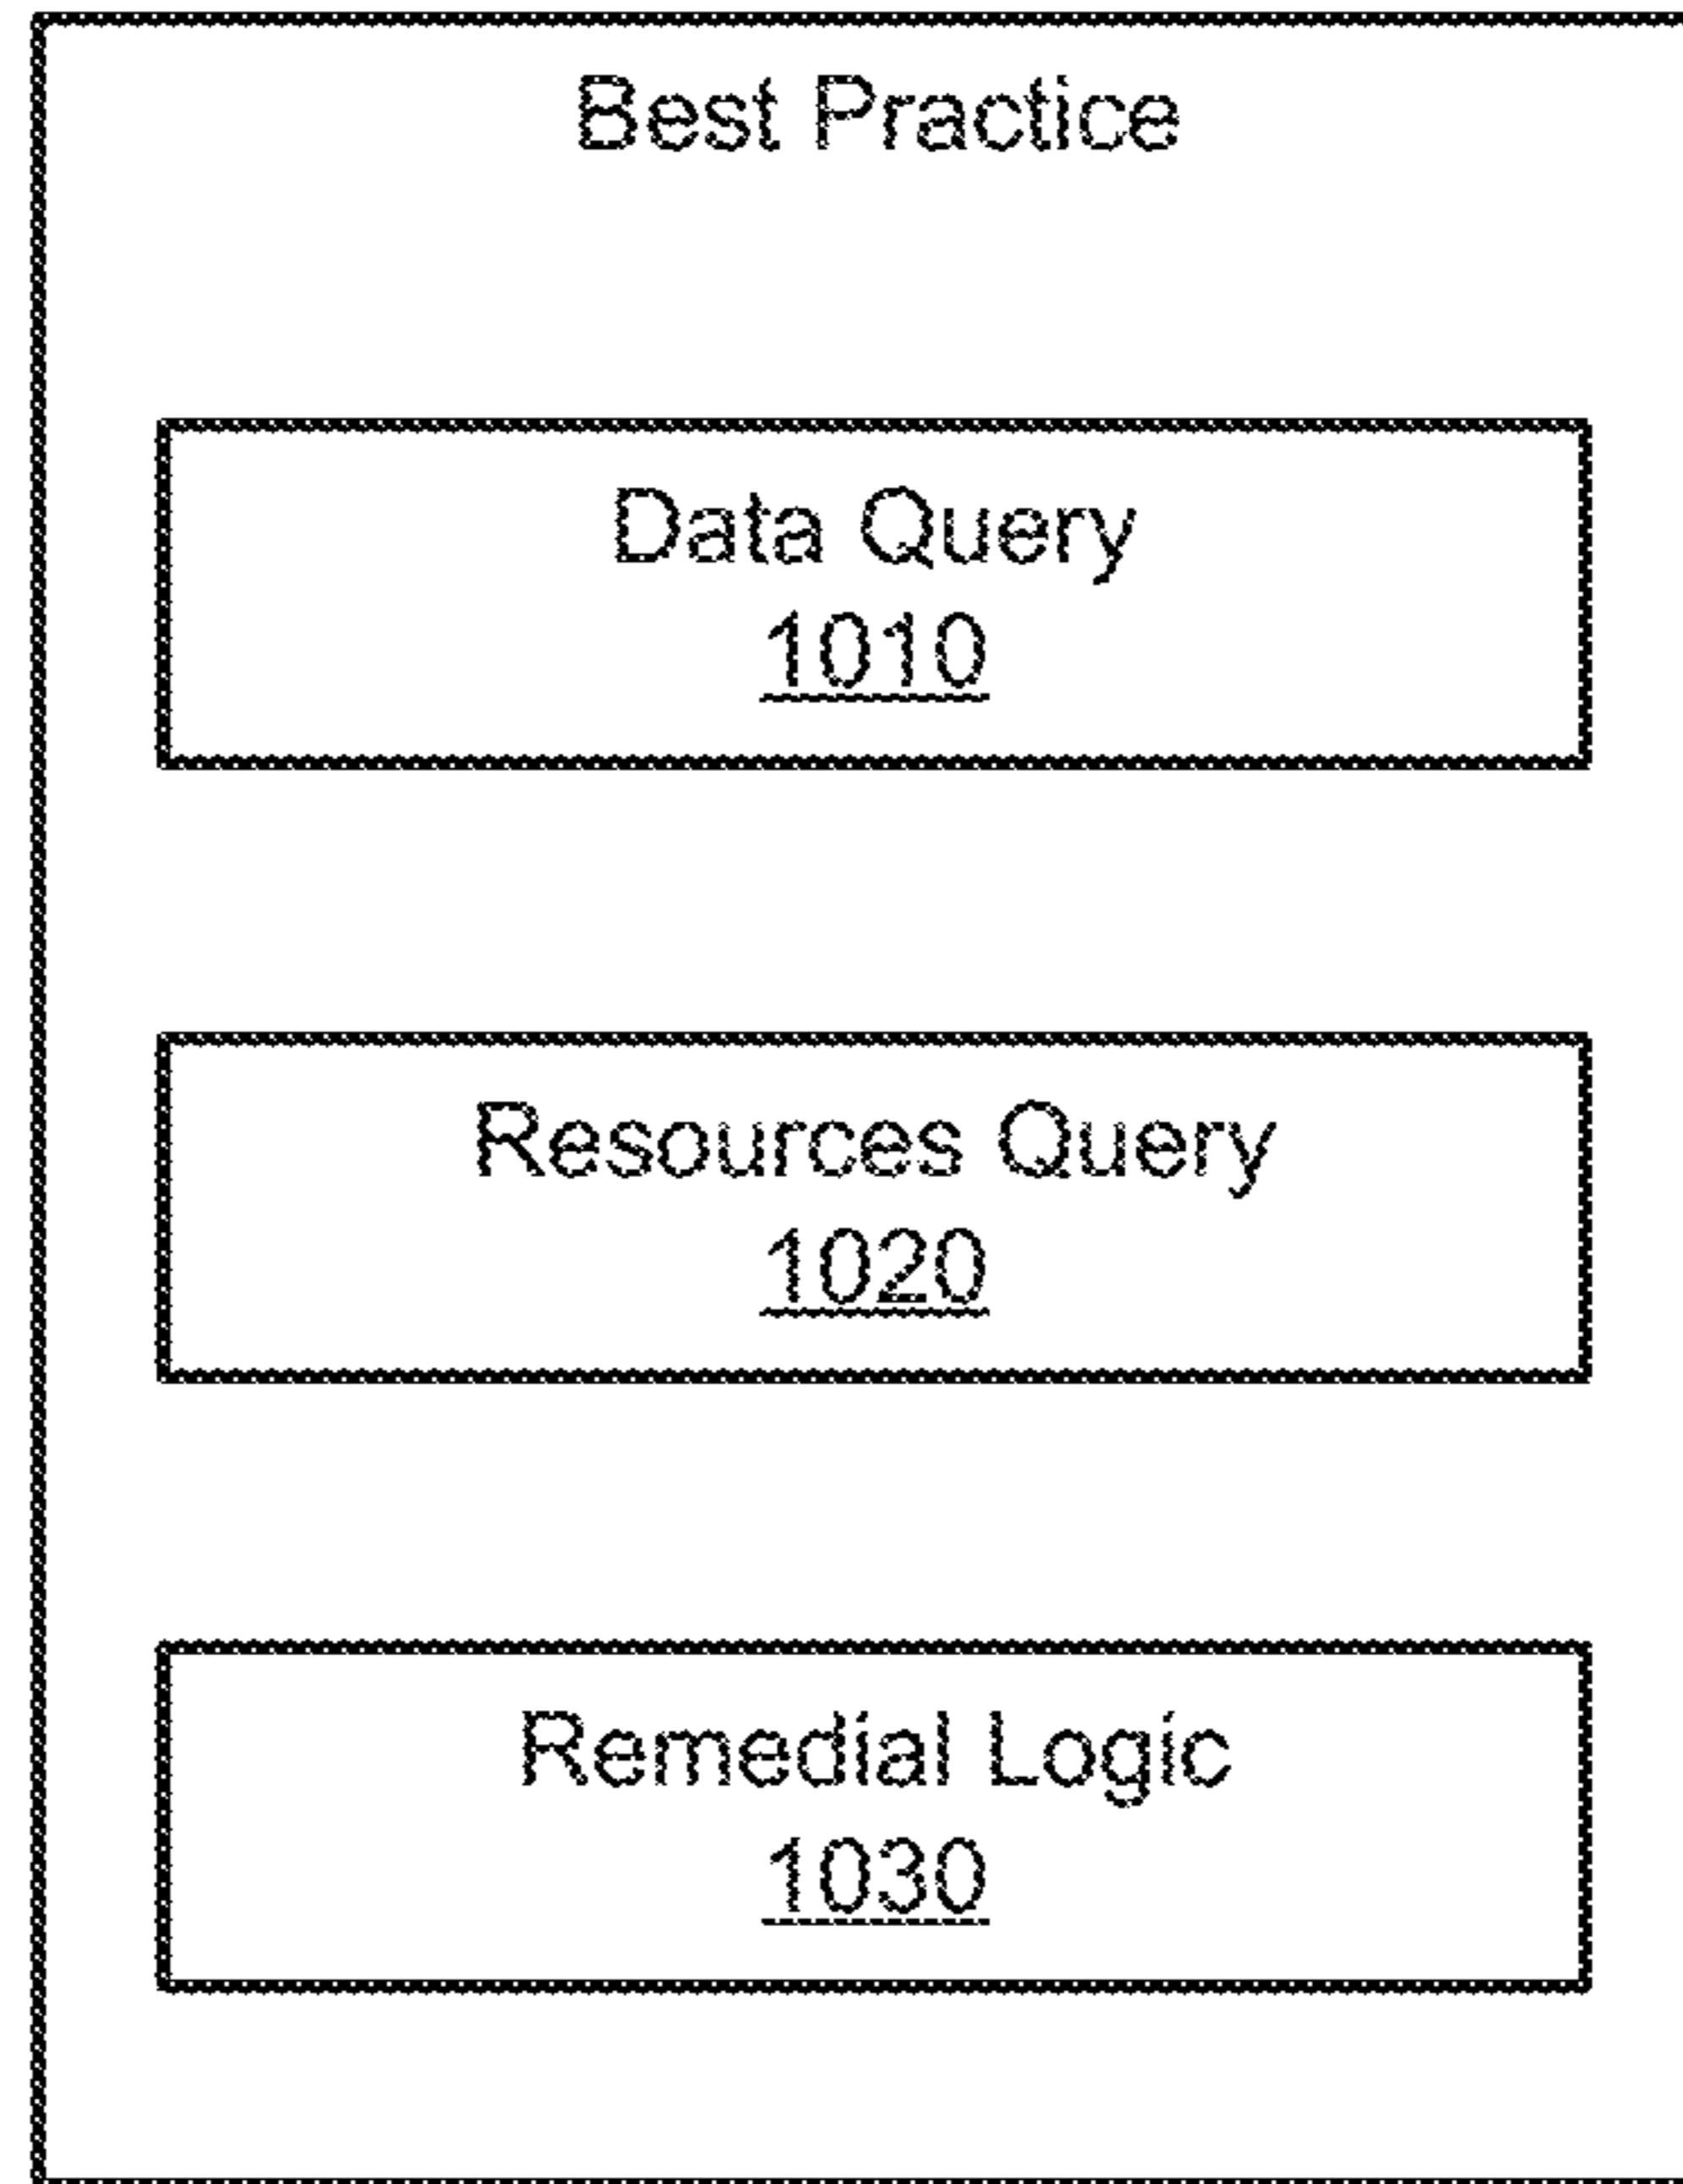 Best Practice
Data Query
1010
Resources Query
1020
Remedial Logic
1030